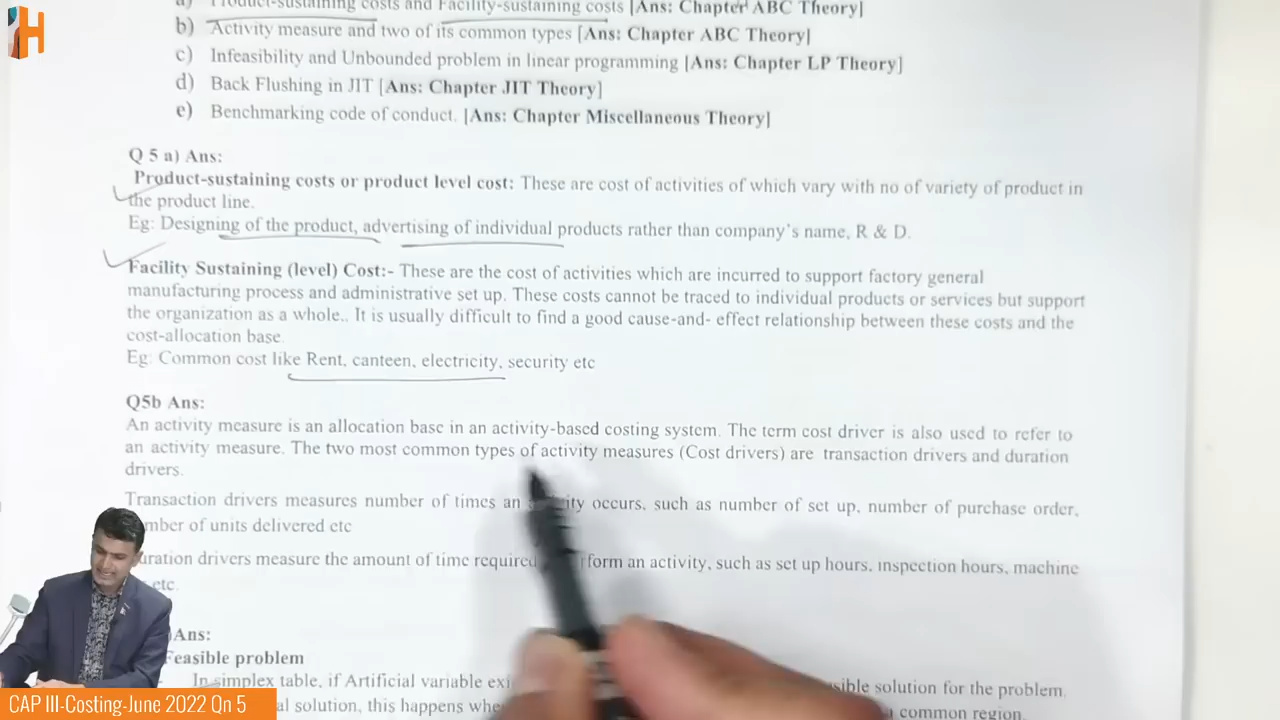 H
a) Product-sustaining costs and Facility-sustaining costs [Ans: Chapter ABC Theory]
b) Activity measure and two of its common types [Ans: Chapter ABC Theory]
c) Infeasibility and Unbounded problem in linear programming [Ans: Chapter LP Theory]
d) Back Flushing in JIT [Ans: Chapter JIT Theory]
e) Benchmarking code of conduct. [Ans: Chapter Miscellaneous Theory]
Q 5 a) Ans:
Product-sustaining costs or product level cost: These are cost of activities of which vary with no of variety of product in
the product line.
Eg: Designing of the product, advertising of individual products rather than company's name, R & D.
Facility Sustaining (level) Cost:- These are the cost of activities which are incurred to support factory general
manufacturing process and administrative set up. These costs cannot be traced to individual products or services but support
the organization as a whole.. It is usually difficult to find a good cause-and- effect relationship between these costs and the
cost-allocation base.
Eg: Common cost like Rent, canteen, electricity, security etc
Q5b Ans:
An activity measure is an allocation base in an activity-based costing system. The term cost driver is also used to refer to
an activity measure. The two most common types of activity measures (Cost drivers) are transaction drivers and duration
drivers.
Transaction drivers measures number of times an occurs, such as number of set up, number of purchase order,
of units delivered etc
drivers measure the amount of time required an activity, such as set up hours, inspection hours, machine
etc.
Ans:
problem
In simplex table, if Artificial variable solution for the problem.
solution, this happens common region.
CAP III-Costing-June 2022 Qn 5